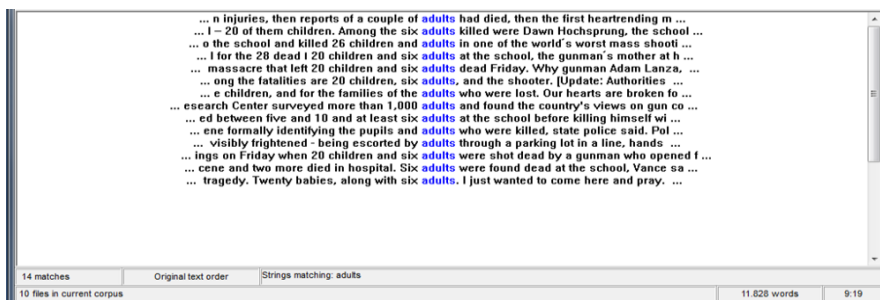 ... n injuries, then reports of a couple of adults had died, then the first heartrending m ...
... l – 20 of them children. Among the six adults killed were Dawn Hochsprung, the school ...
... o the school and killed 26 children and adults in one of the world´s worst mass shooti ...
... l for the 28 dead l 20 children and six adults at the school, the gunman´s mother at h ...
... massacre that left 20 children and six adults dead Friday. Why gunman Adam Lanza, ...
... ong the fatalities are 20 children, six adults, and the shooter. [Update: Authorities ...
... e children, and for the families of the adults who were lost. Our hearts are broken fo ...
... esearch Center surveyed more than 1,000 adults and found the country's views on gun co ...
... ed between five and 10 and at least six adults at the school before killing himself wi ...
... ene formally identifying the pupils and adults who were killed, state police said. Pol ...
... visibly frightened - being escorted by adults through a parking lot in a line, hands ...
... ings on Friday when 20 children and six adults were shot dead by a gunman who opened f ...
... cene and two more died in hospital. Six adults were found dead at the school, Vance sa ...
... tragedy. Twenty babies, along with six adults. I just wanted to come here and pray. ...
14 matches Original text order Strings matching: adults
10 files in current corpus 11.828 words 9:19